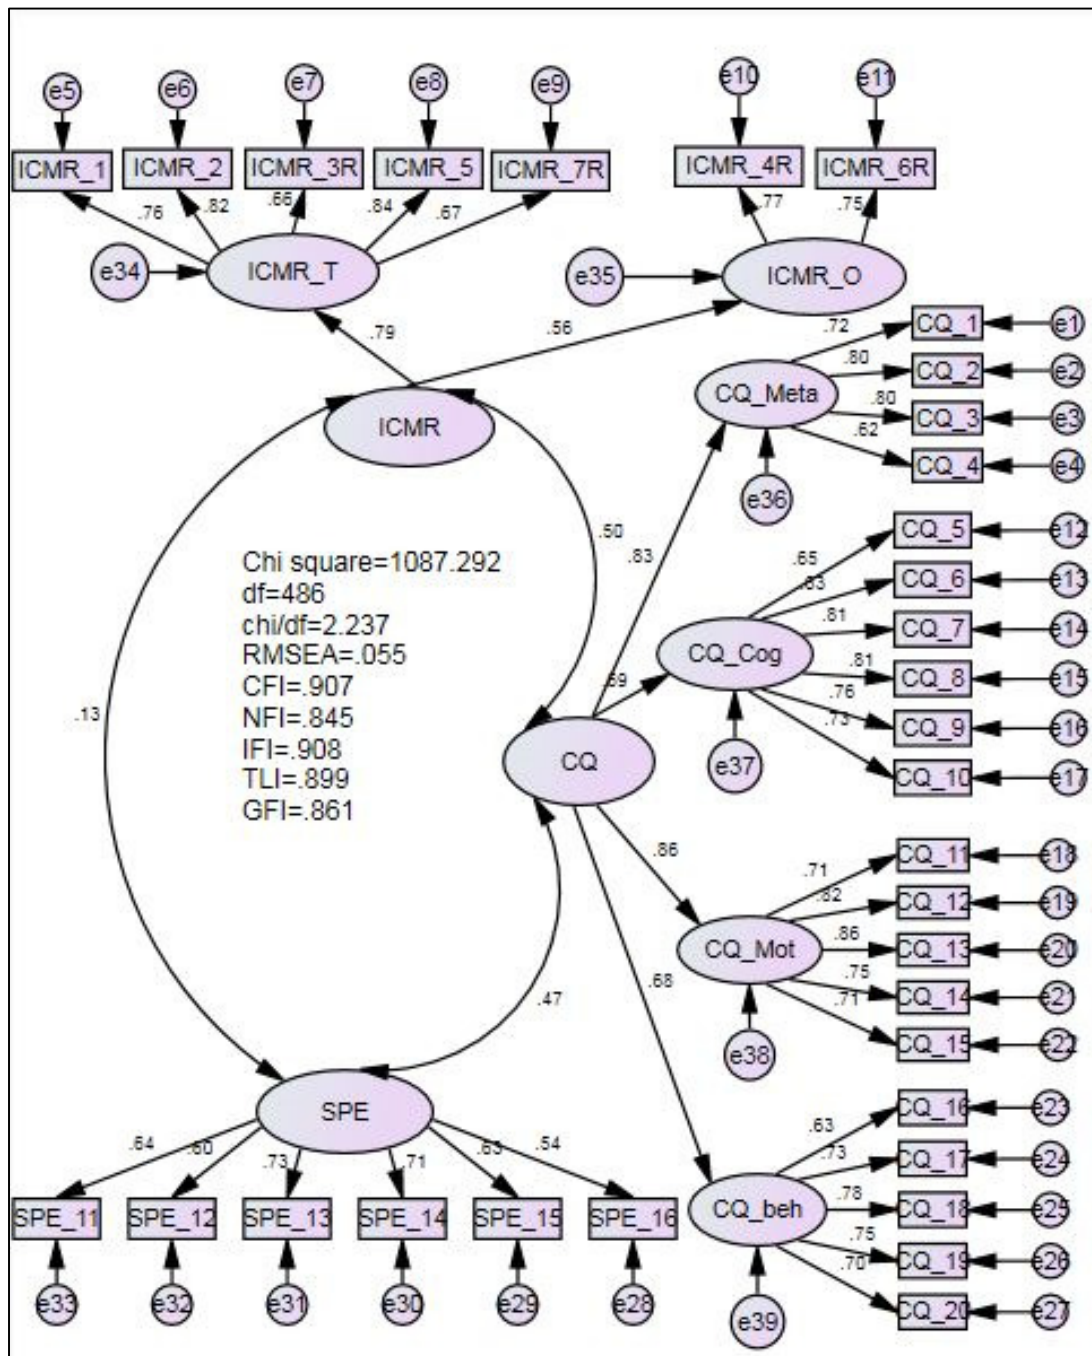 e5 e6 e7 e8 e9 e10 e11
ICMR_1 ICMR_2 ICMR_3R ICMR_5 ICMR_7R ICMR_4R ICMR_6R
.76 .82 .66 .84 .67 .77 .75
e34 ICMR_T e35 ICMR_O
.79 .56
ICMR
.72 CQ_1 e1
.80 CQ_2 e2
CQ_Meta
.80 CQ_3 e3
.62 CQ_4 e4
e36
.50 .83
.65 CQ_5 e12
.83 CQ_6 e13
.81 CQ_7 e14
CQ_Cog
.81 CQ_8 e15
.76 CQ_9 e16
.73 CQ_10 e17
e37
Chi square=1087.292
df=486
chi/df=2.237
RMSEA=.055
CFI=.907
NFI=.845
IFI=.908
TLI=.899
GFI=.861
.13
CQ
.86
.71 CQ_11 e18
.82 CQ_12 e19
CQ_Mot
.86 CQ_13 e20
.75 CQ_14 e21
.71 CQ_15 e22
e38
.68
.47
SPE
.64 .60 .73 .71 .63 .54
SPE_11 SPE_12 SPE_13 SPE_14 SPE_15 SPE_16
e33 e32 e31 e30 e29 e28
.63 CQ_16 e23
.73 CQ_17 e24
CQ_beh
.78 CQ_18 e25
.75 CQ_19 e26
.70 CQ_20 e27
e39